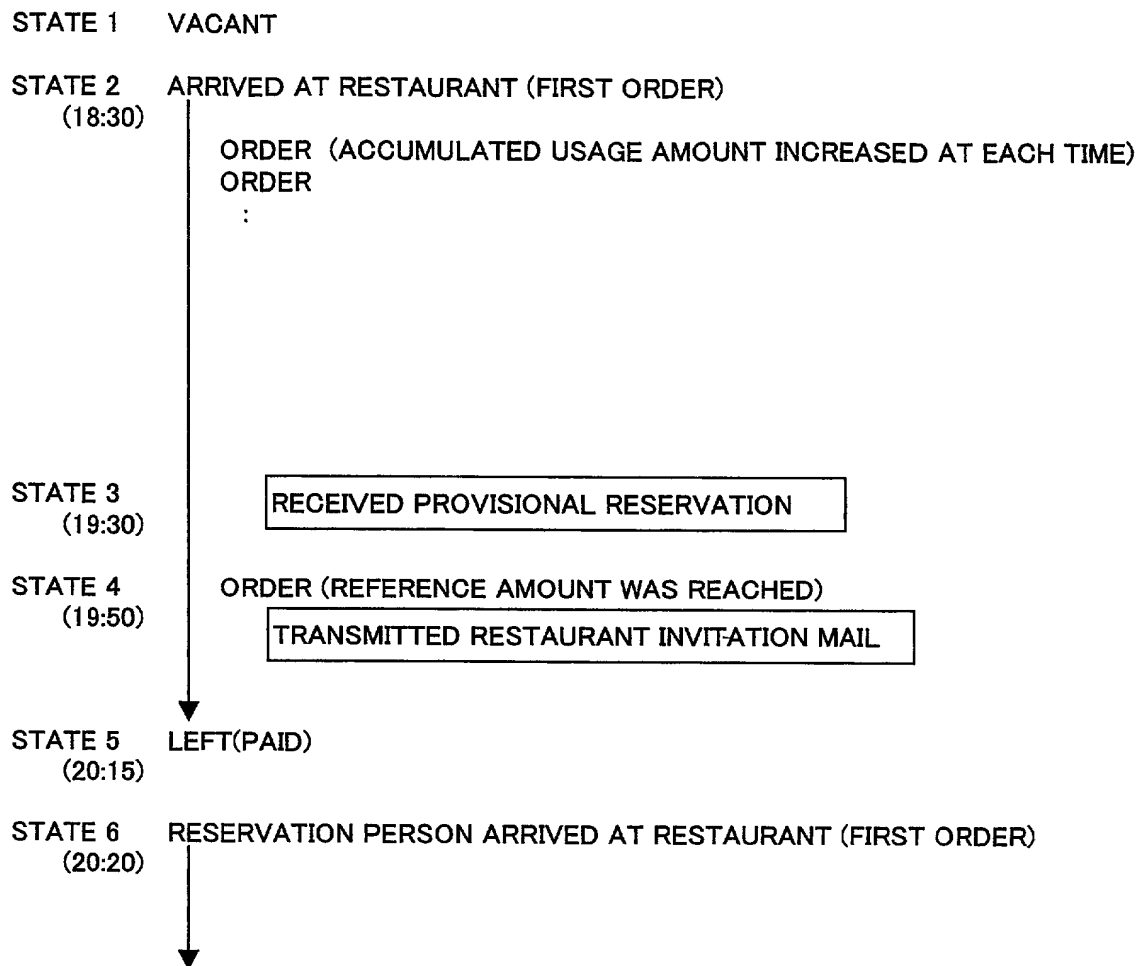 STATE 1 VACANT
STATE 2 ARRIVED AT RESTAURANT (FIRST ORDER)
(18:30)
ORDER (ACCUMULATED USAGE AMOUNT INCREASED AT EACH TIME)
ORDER
:
STATE 3 RECEIVED PROVISIONAL RESERVATION
(19:30)
STATE 4 ORDER (REFERENCE AMOUNT WAS REACHED)
(19:50)
TRANSMITTED RESTAURANT INVITATION MAIL
STATE 5 LEFT(PAID)
(20:15)
STATE 6 RESERVATION PERSON ARRIVED AT RESTAURANT (FIRST ORDER)
(20:20)